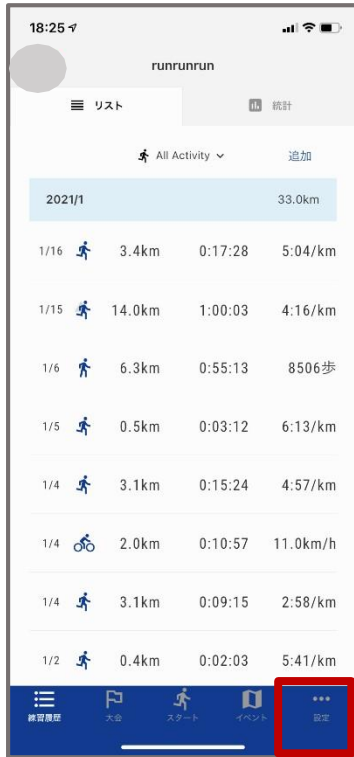 18:25
runrunrun
リスト 統計
All Activity 追加
2021/1 33.0km
1/16 3.4km 0:17:28 5:04/km
1/15 14.0km 1:00:03 4:16/km
1/6 6.3km 0:55:13 8506歩
1/5 0.5km 0:03:12 6:13/km
1/4 3.1km 0:15:24 4:57/km
1/4 2.0km 0:10:57 11.0km/h
1/4 3.1km 0:09:15 2:58/km
1/2 0.4km 0:02:03 5:41/km
練習履歴 大会 スタート イベント 設定